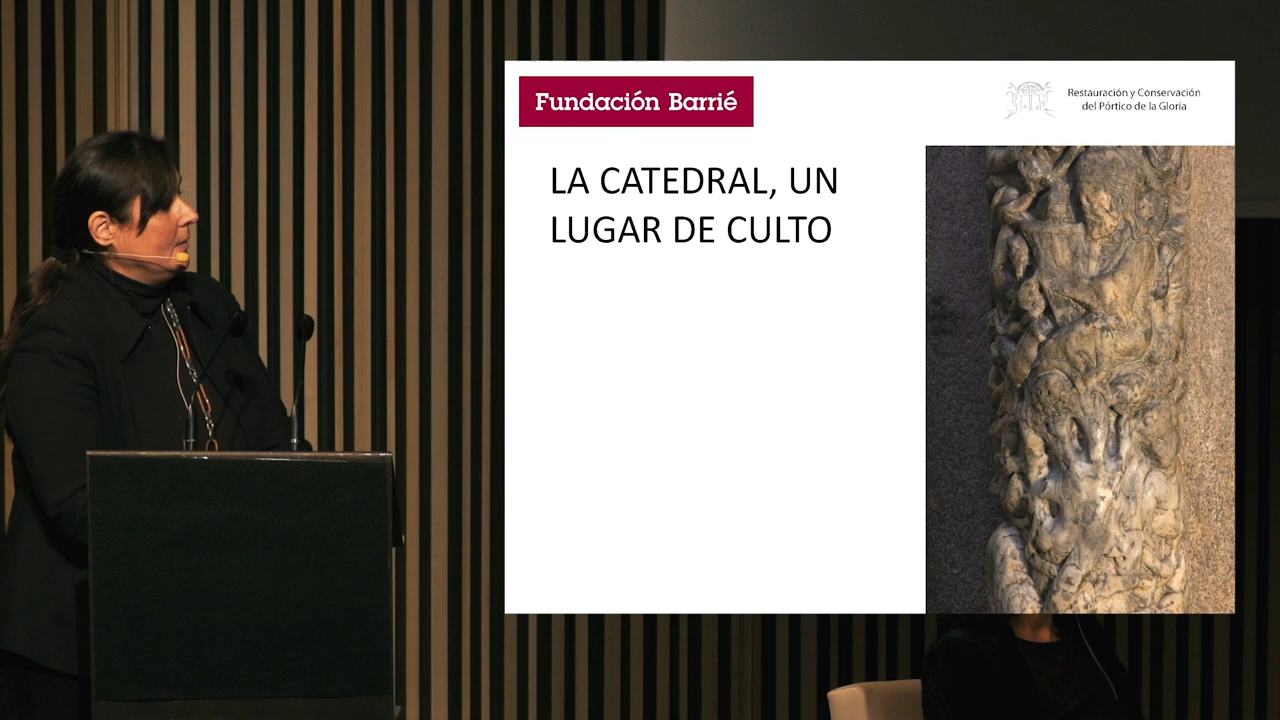 Fundación Barrié
Restauración y Conservación
del Pórtico de la Gloria
LA CATEDRAL, UN
LUGAR DE CULTO